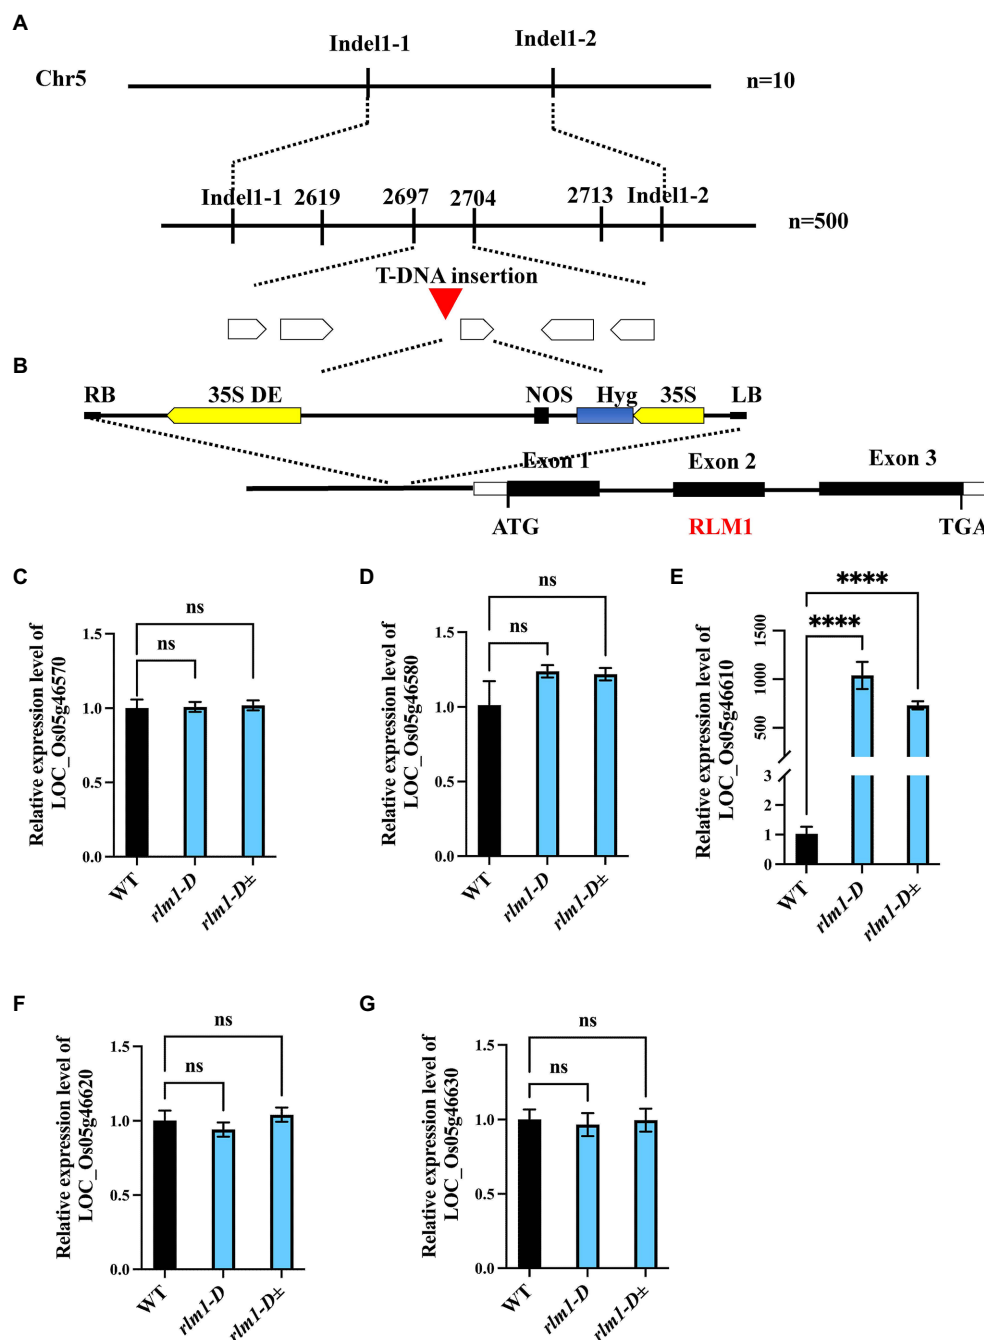 A
Indel1-1 Indel1-2
Chr5 n=10
Indel1-1 2619 2697 2704 2713 Indel1-2
n=500
T-DNA insertion
B
RB 35S DE NOS Hyg 35S LB
Exon 1 Exon 2 Exon 3
ATG RLM1 TGA
C
Relative expression level of
LOC_Os05g46570
1.5
1.0
0.5
0.0
ns
ns
WT rlm1-D rlm1-D±
D
Relative expression level of
LOC_Os05g46580
1.5
1.0
0.5
0.0
ns
ns
WT rlm1-D rlm1-D±
E
Relative expression level of
LOC_Os05g46610
1500
1000
500
3
2
1
0
****
****
WT rlm1-D rlm1-D±
F
Relative expression level of
LOC_Os05g46620
1.5
1.0
0.5
0.0
ns
ns
WT rlm1-D rlm1-D±
G
Relative expression level of
LOC_Os05g46630
1.5
1.0
0.5
0.0
ns
ns
WT rlm1-D rlm1-D±